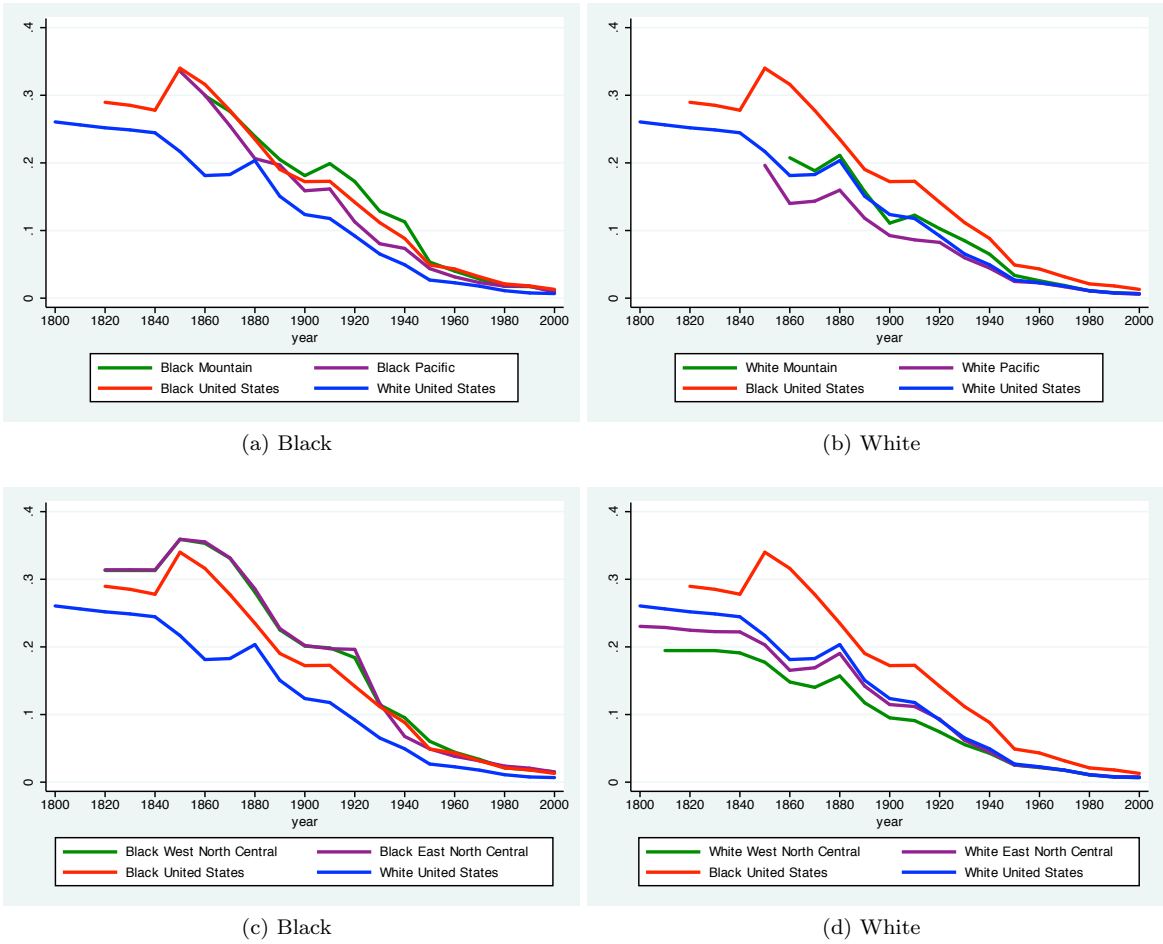 .4
.3
.2
.1
0
1800 1820 1840 1860 1880 1900 1920 1940 1960 1980 2000
year
Black Mountain Black Pacific
Black United States White United States
(a) Black
.4
.3
.2
.1
0
1800 1820 1840 1860 1880 1900 1920 1940 1960 1980 2000
year
White Mountain White Pacific
Black United States White United States
(b) White
.4
.3
.2
.1
0
1800 1820 1840 1860 1880 1900 1920 1940 1960 1980 2000
year
Black West North Central Black East North Central
Black United States White United States
(c) Black
.4
.3
.2
.1
0
1800 1820 1840 1860 1880 1900 1920 1940 1960 1980 2000
year
White West North Central White East North Central
Black United States White United States
(d) White